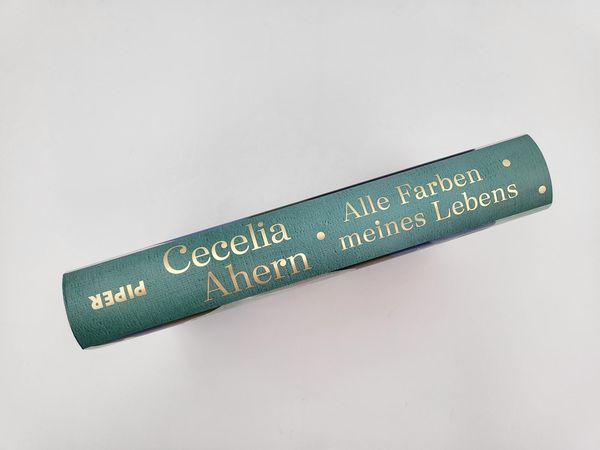 PIPER
Cecelia
Ahern
Alle Farben
meines Lebens